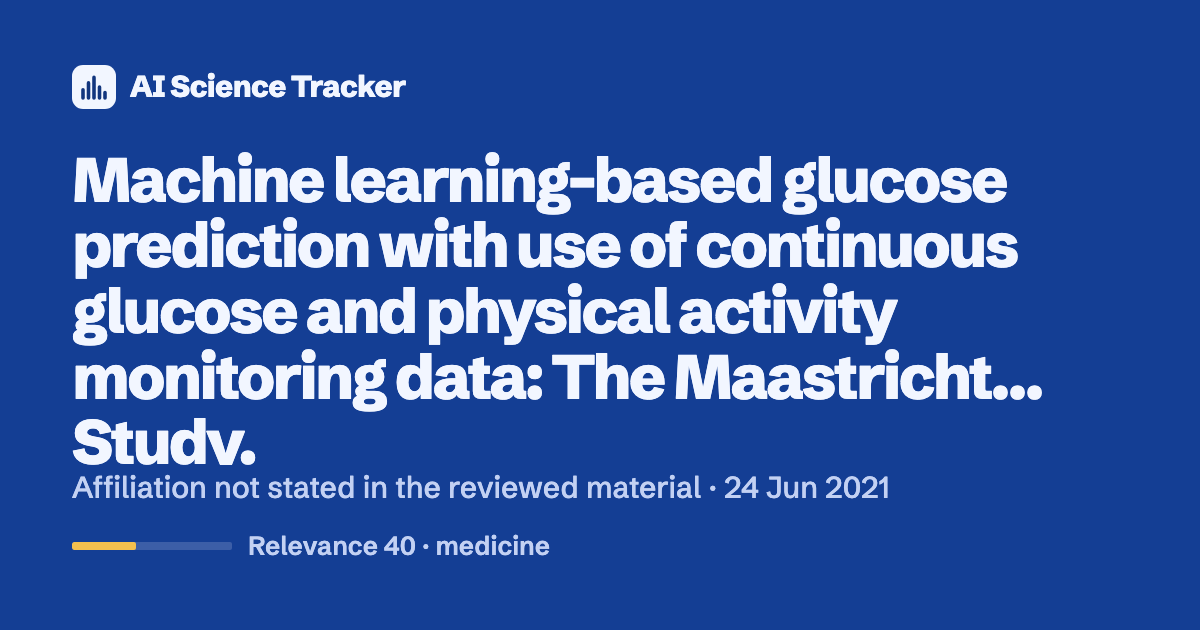 AI Science Tracker
Machine learning-based glucose
prediction with use of continuous
glucose and physical activity
monitoring data: The Maastricht...
Study.
Affiliation not stated in the reviewed material · 24 Jun 2021
Relevance 40 · medicine